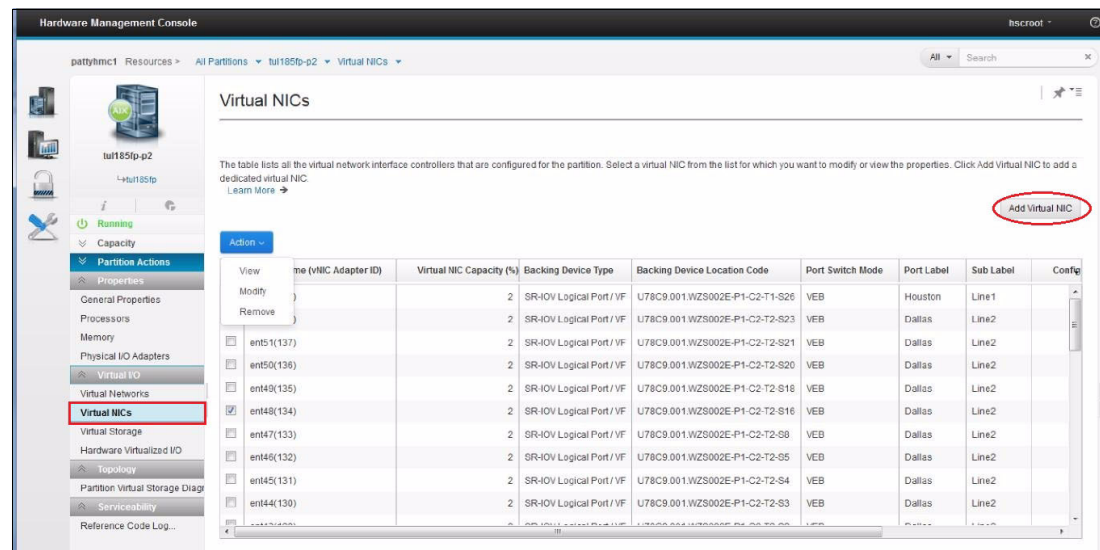 Hardware Management Console hscroot
pattyhmc1 Resources > All Partitions tul185fp-p2 Virtual NICs All Search
AIX
tul185fp-p2
tul185fp
Running
Capacity
Partition Actions
Properties
General Properties
Processors
Memory
Physical I/O Adapters
Virtual I/O
Virtual Networks
Virtual NICs
Virtual Storage
Hardware Virtualized I/O
Topology
Partition Virtual Storage Diagr
Serviceability
Reference Code Log...
Virtual NICs
The table lists all the virtual network interface controllers that are configured for the partition. Select a virtual NIC from the list for which you want to modify or view the properties. Click Add Virtual NIC to add a
dedicated virtual NIC
Learn More
Add Virtual NIC
Action
View
Modify
Remove
me (vNIC Adapter ID) Virtual NIC Capacity (%) Backing Device Type Backing Device Location Code Port Switch Mode Port Label Sub Label Config
2 SR-IOV Logical Port / VF U78C9.001.WZS002E-P1-C2-T1-S26 VEB Houston Line1
2 SR-IOV Logical Port / VF U78C9.001.WZS002E-P1-C2-T2-S23 VEB Dallas Line2
ent51(137) 2 SR-IOV Logical Port / VF U78C9.001.WZS002E-P1-C2-T2-S21 VEB Dallas Line2
ent50(136) 2 SR-IOV Logical Port / VF U78C9.001.WZS002E-P1-C2-T2-S20 VEB Dallas Line2
ent49(135) 2 SR-IOV Logical Port / VF U78C9.001.WZS002E-P1-C2-T2-S18 VEB Dallas Line2
ent48(134) 2 SR-IOV Logical Port / VF U78C9.001.WZS002E-P1-C2-T2-S16 VEB Dallas Line2
ent47(133) 2 SR-IOV Logical Port / VF U78C9.001.WZS002E-P1-C2-T2-S8 VEB Dallas Line2
ent46(132) 2 SR-IOV Logical Port / VF U78C9.001.WZS002E-P1-C2-T2-S5 VEB Dallas Line2
ent45(131) 2 SR-IOV Logical Port / VF U78C9.001.WZS002E-P1-C2-T2-S4 VEB Dallas Line2
ent44(130) 2 SR-IOV Logical Port / VF U78C9.001.WZS002E-P1-C2-T2-S3 VEB Dallas Line2